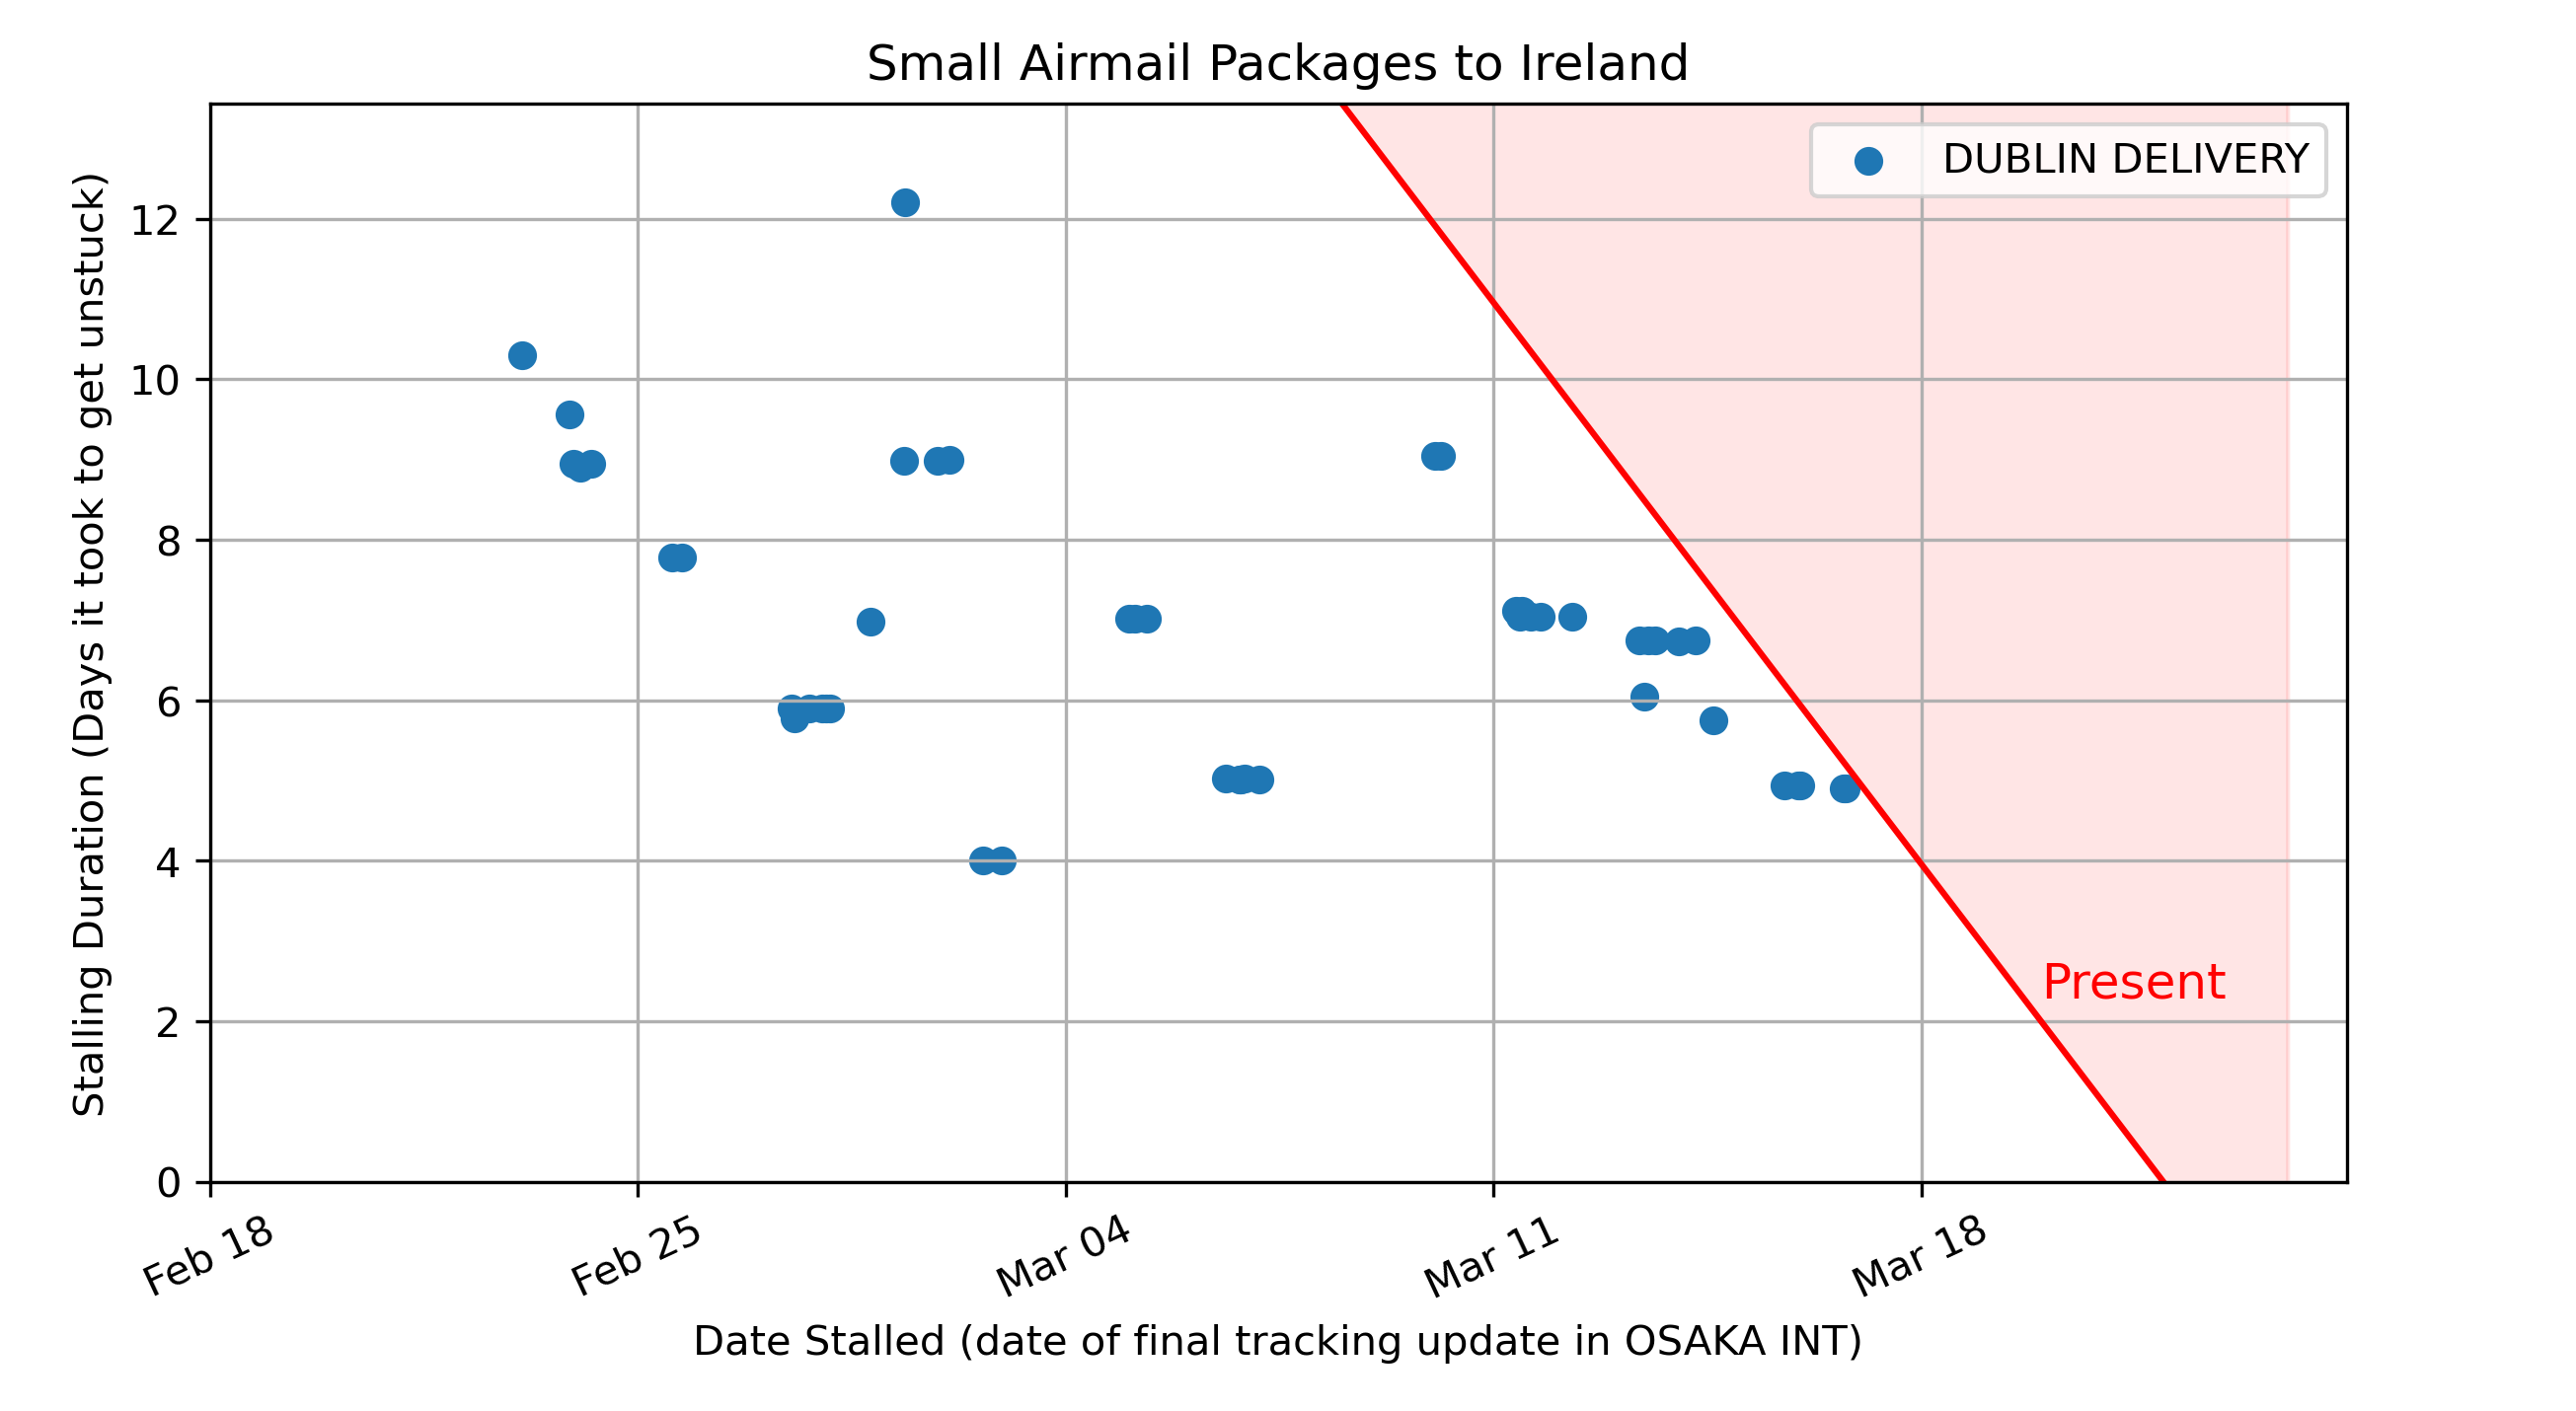 Small Airmail Packages to Ireland
DUBLIN DELIVERY
Stalling Duration (Days it took to get unstuck)
12
10
8
6
4
2
0
Present
Feb 18
Feb 25
Mar 04
Mar 11
Mar 18
Date Stalled (date of final tracking update in OSAKA INT)